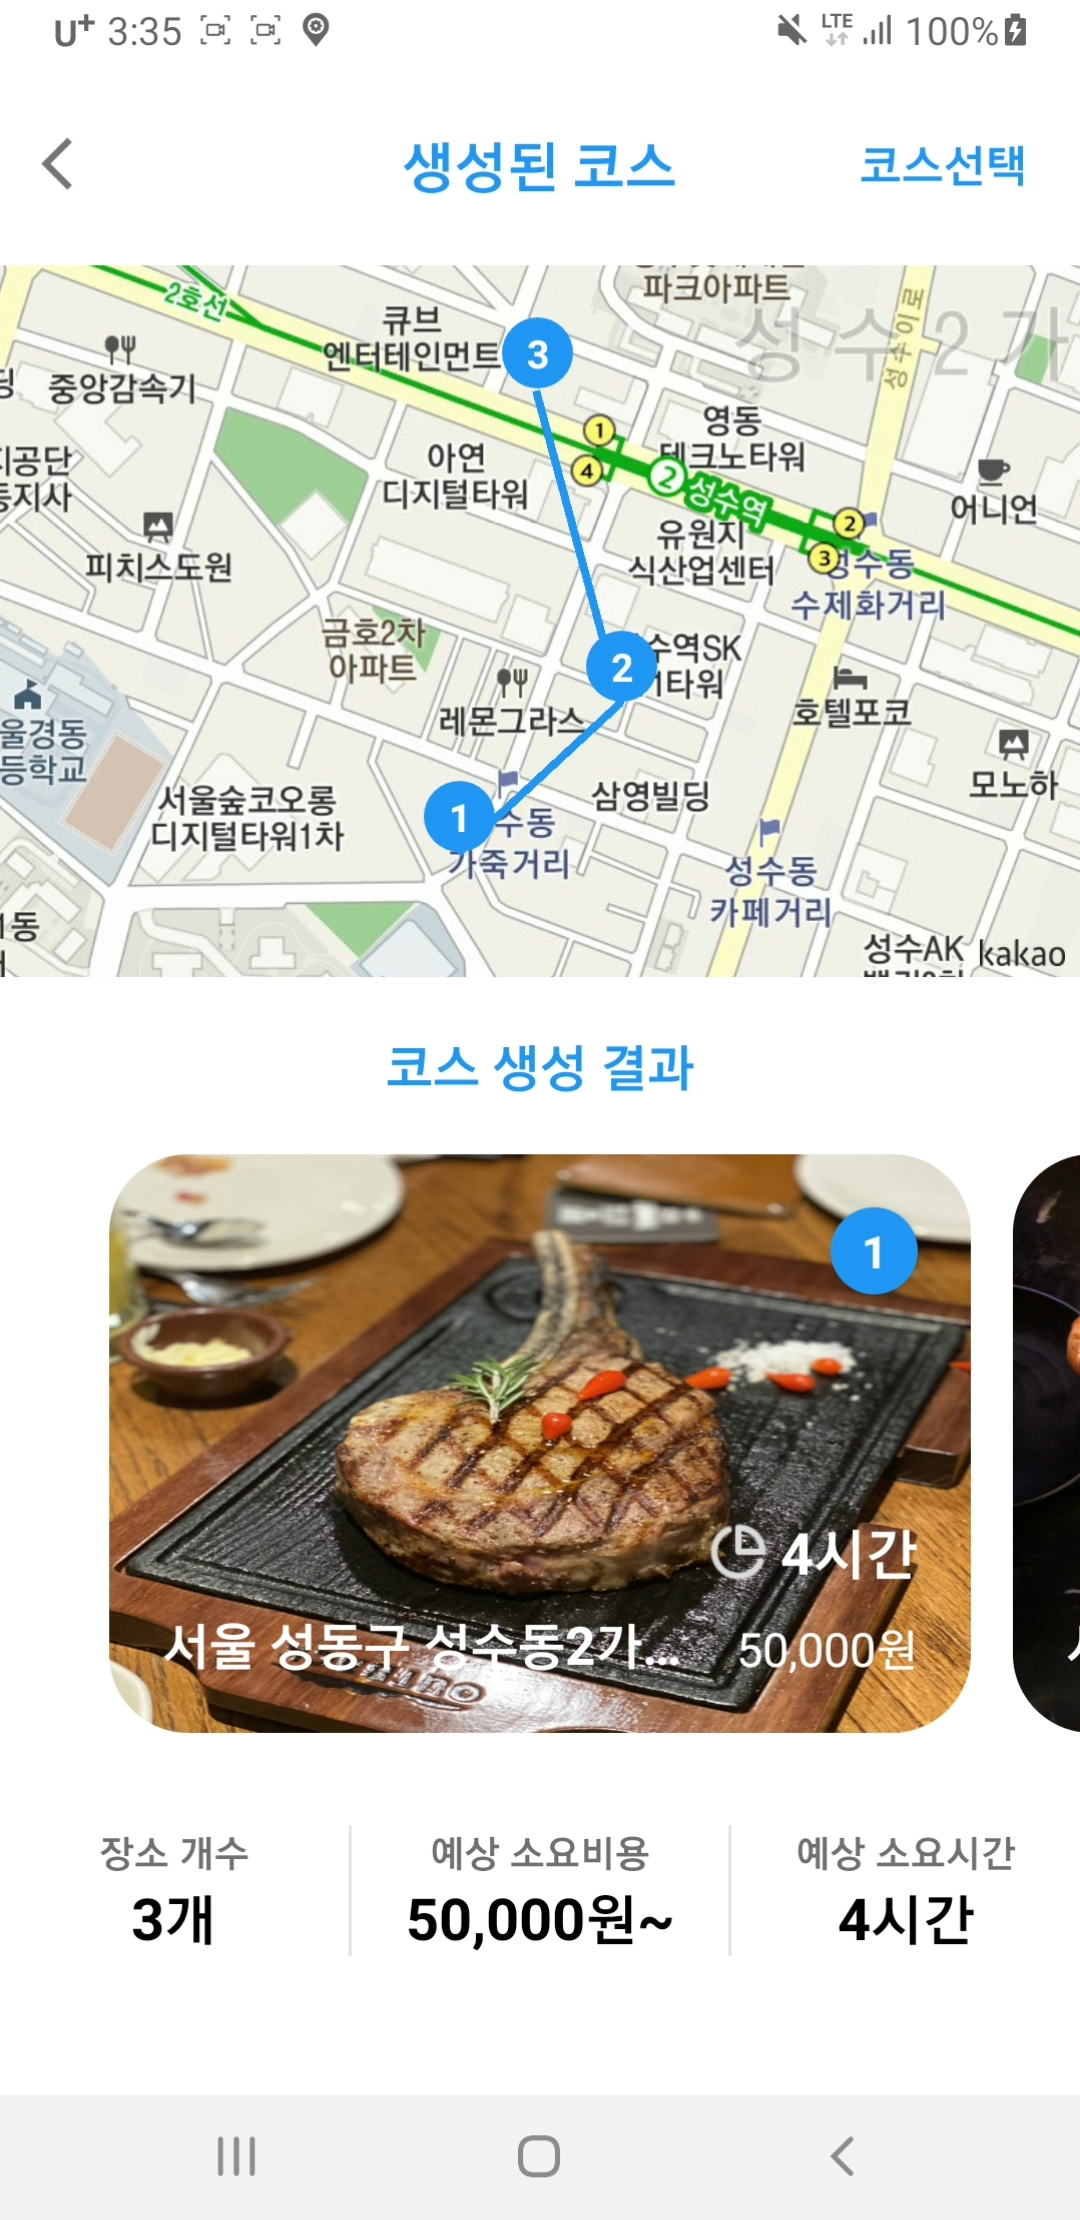 U+ 3:35 LTE 100%
생성된 코스 코스선택
파크아파트
2호선
큐브
엔터테인먼트
3
성수2가
성수이로
중앙감속기
1
영동
테크노타워
지공단
아연
4
디지털타워
2 성수역
어니언
2
유원지
식산업센터
3
피치스도원
수제화거리
금호2차
아파트
2
수역SK
타워
레몬그라스
호텔포코
울경동
등학교
모노하
서울숲코오롱
디지털타워1차
삼영빌딩
1
수동
가죽거리
성수동
카페거리
1동
성수AK
kakao
코스 생성 결과
1
4시간
서울 성동구 성수동2가...
50,000원
장소 개수 예상 소요비용 예상 소요시간
3개 50,000원~ 4시간